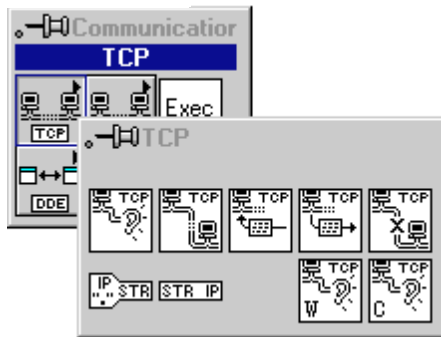 Communicatior
TCP
TCP
Exec
DDE
TCP
TCP TCP TCP TCP TCP
IP STR STR IP
TCP TCP
W C